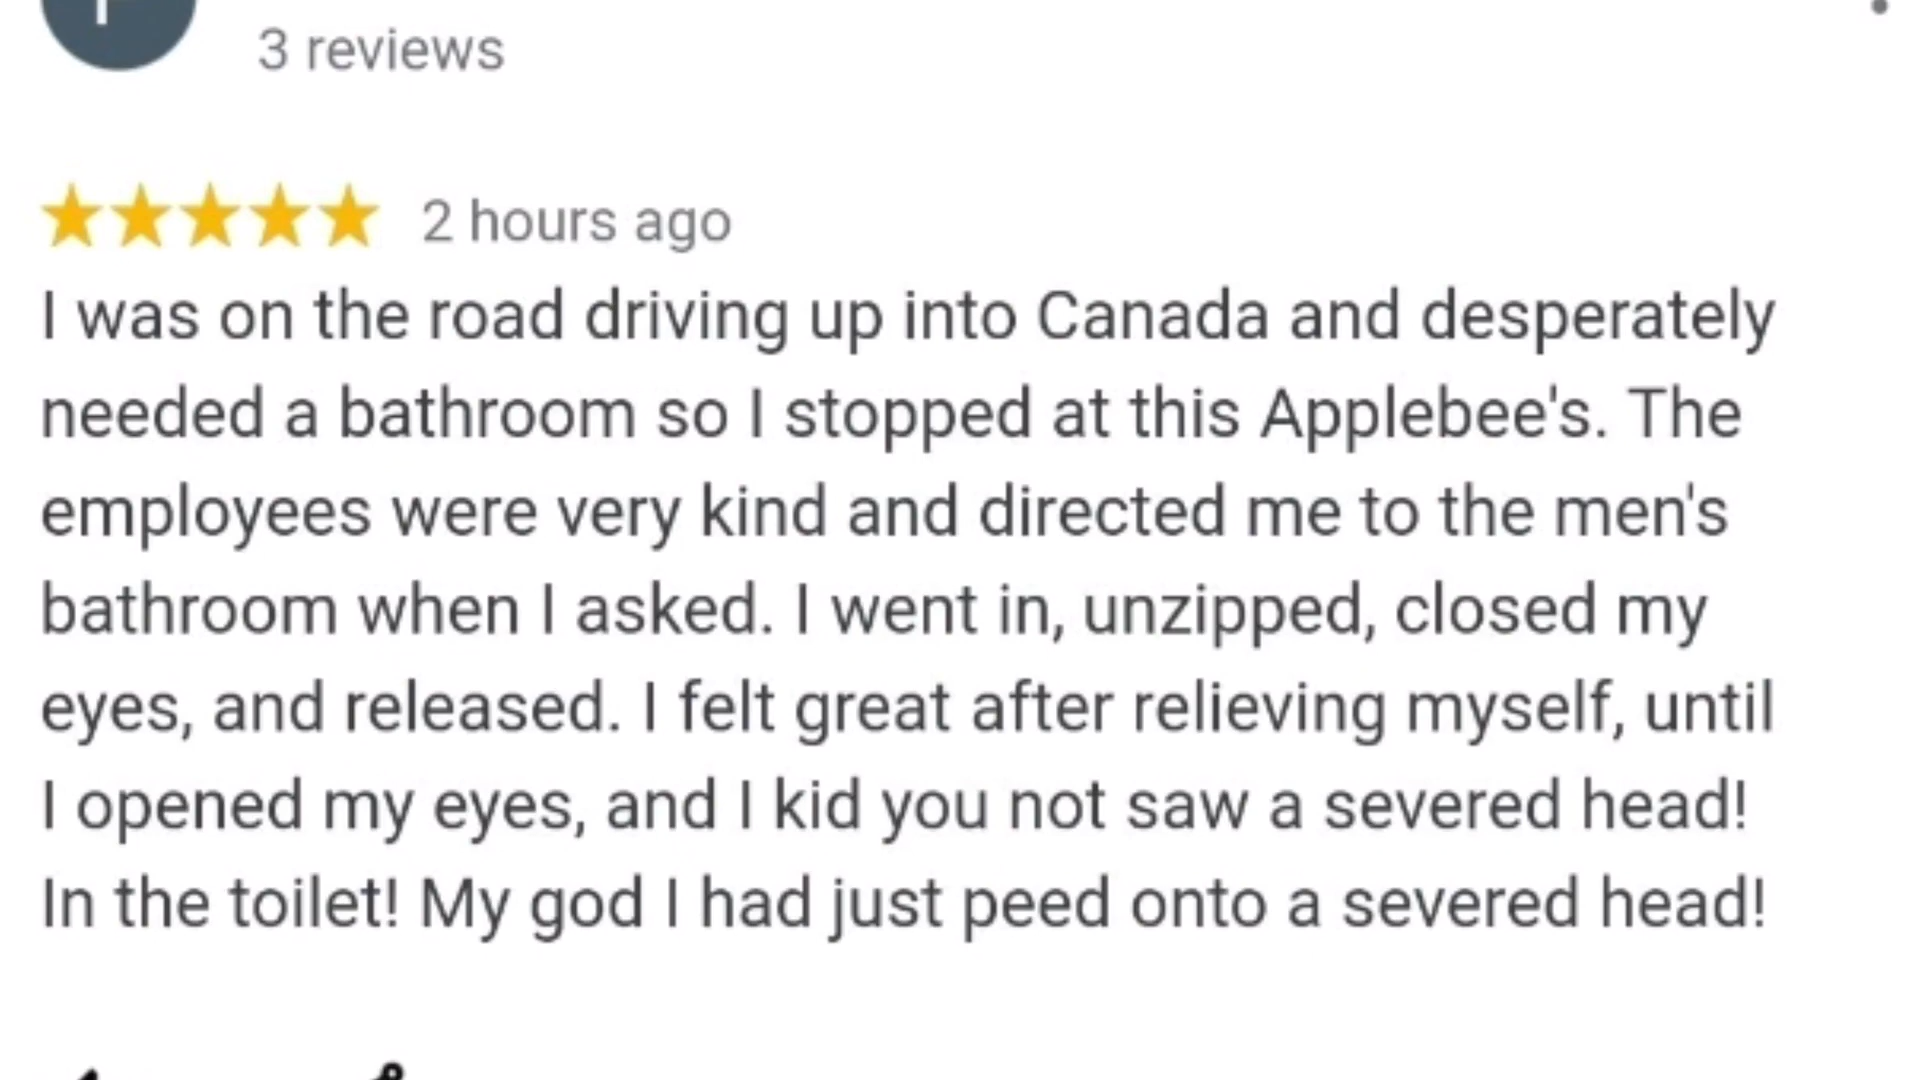 3 reviews
2 hours ago
I was on the road driving up into Canada and desperately
needed a bathroom so I stopped at this Applebee's. The
employees were very kind and directed me to the men's
bathroom when I asked. I went in, unzipped, closed my
eyes, and released. I felt great after relieving myself, until
I opened my eyes, and I kid you not saw a severed head!
In the toilet! My god I had just peed onto a severed head!